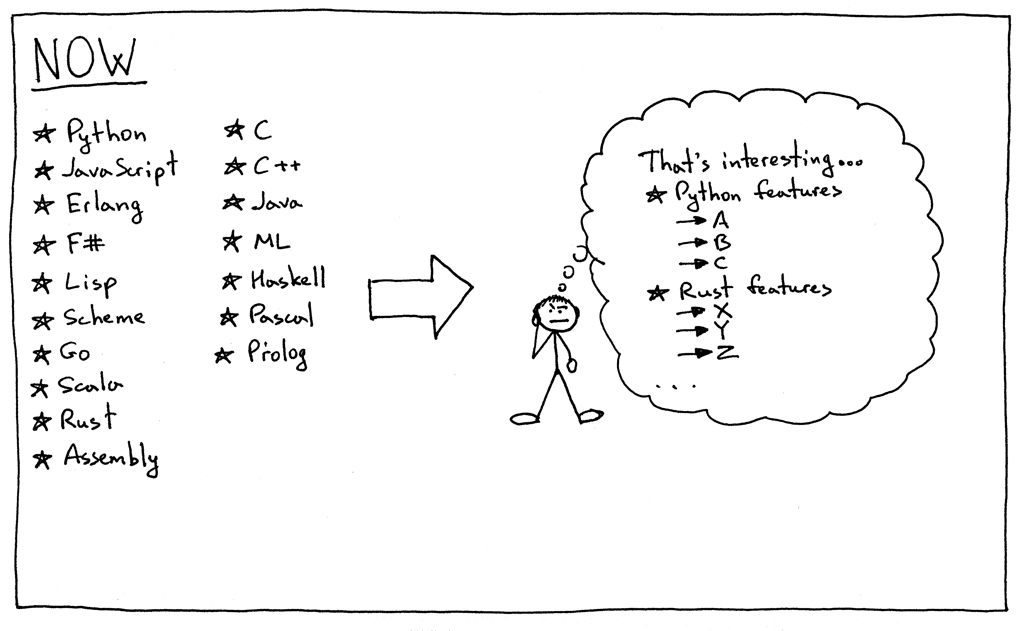 NOW
★ Python
★ JavaScript
★ Erlang
★ F#
★ Lisp
★ Scheme
★ Go
★ Scala
★ Rust
★ Assembly
★ C
★ C++
★ Java
★ ML
★ Haskell
★ Pascal
★ Prolog
That's interesting...
★ Python features
→ A
→ B
→ C
★ Rust features
→ X
→ Y
→ Z
...